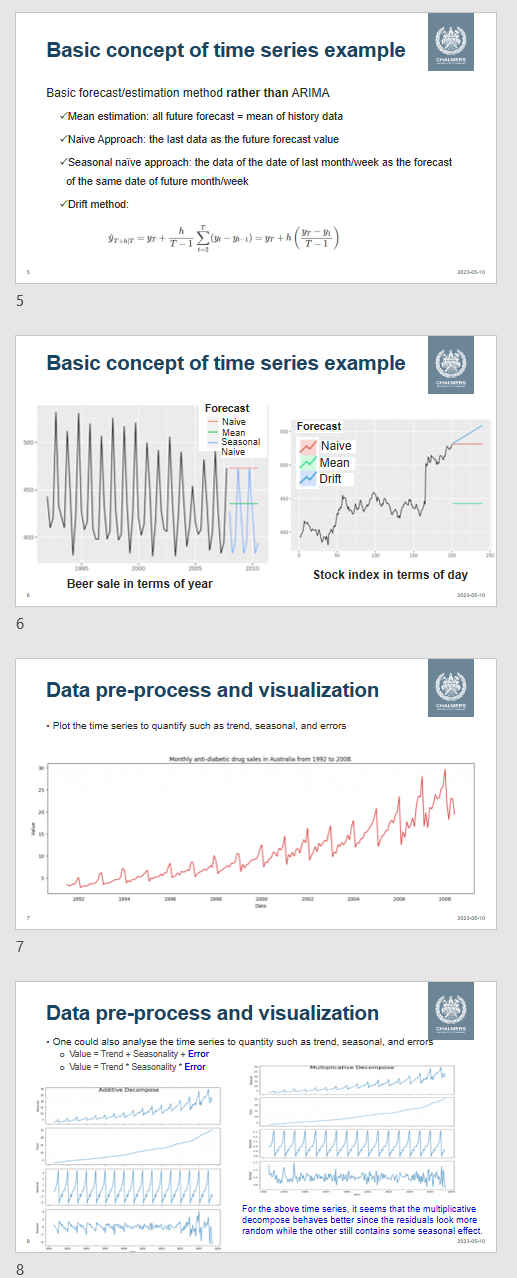 Basic concept of time series example
CHALMERS
Basic forecast/estimation method rather than ARIMA
✓Mean estimation: all future forecast = mean of history data
✓Naive Approach: the last data as the future forecast value
✓Seasonal naïve approach: the data of the date of last month/week as the forecast
of the same date of future month/week
✓Drift method:
ŷ_{T+h|T} = y_T + h/(T−1) ∑_{t=2}^{T} (y_t − y_{t−1}) = y_T + h ((y_T − y_1)/(T−1))
5
2023-05-10
5
Basic concept of time series example
CHALMERS
Forecast
Naive
Mean
Seasonal
Naive
500
450
400
1995
2000
2005
2010
Beer sale in terms of year
Forecast
Naive
Mean
Drift
550
500
450
400
0
50
100
150
200
250
Stock index in terms of day
6
2023-05-10
6
Data pre-process and visualization
CHALMERS
• Plot the time series to quantify such as trend, seasonal, and errors
Monthly anti-diabetic drug sales in Australia from 1992 to 2008.
30
25
20
15
10
5
Value
1992
1994
1996
1998
2000
2002
2004
2006
2008
Date
7
2023-05-10
7
Data pre-process and visualization
CHALMERS
• One could also analyse the time series to quantity such as trend, seasonal, and errors
o Value = Trend + Seasonality + Error
o Value = Trend * Seasonality * Error
Additive Decompose
Multiplicative Decompose
For the above time series, it seems that the multiplicative
decompose behaves better since the residuals look more
random while the other still contains some seasonal effect.
8
2023-05-10
8